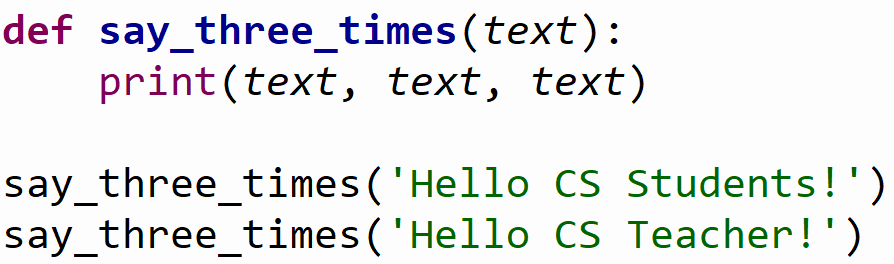 def say_three_times(text):
    print(text, text, text)
say_three_times('Hello CS Students!')
say_three_times('Hello CS Teacher!')